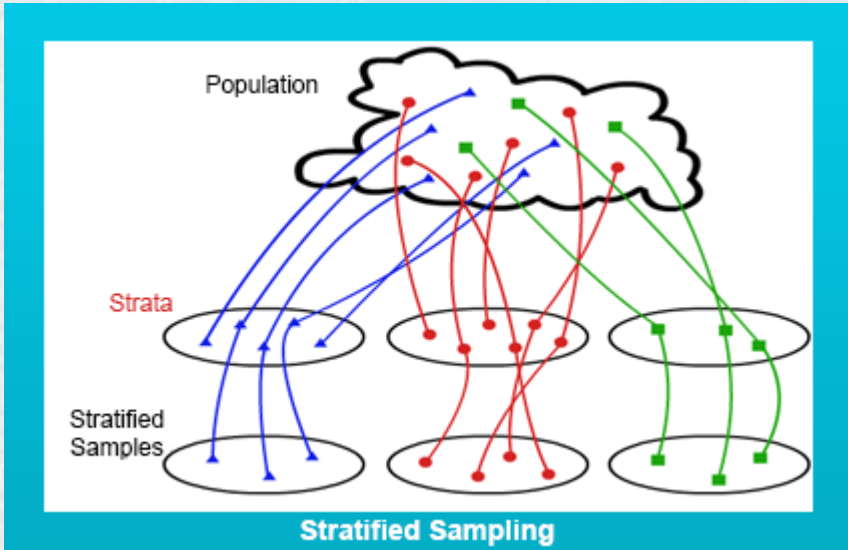 Population
Strata
Stratified
Samples
Stratified Sampling